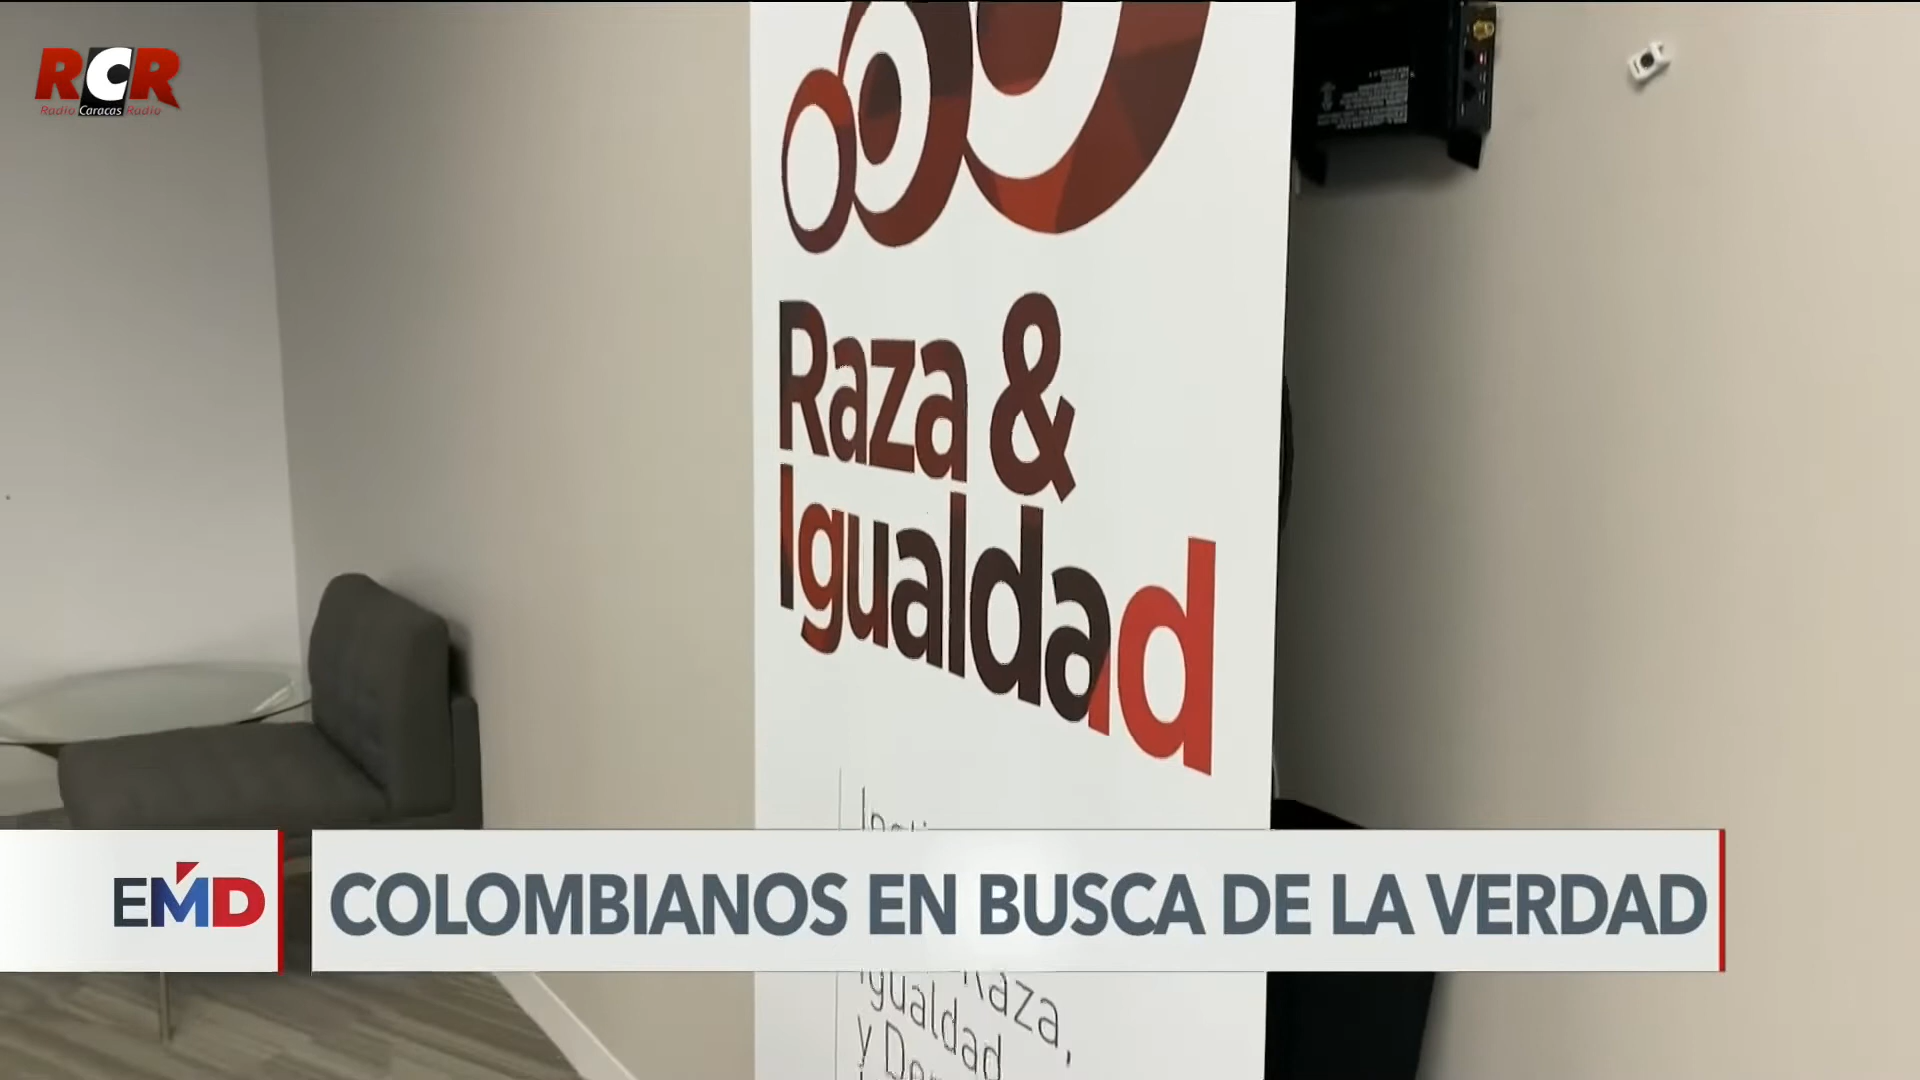 RCR
Radio Caracas Radio
Raza &
Igualdad
EMD
COLOMBIANOS EN BUSCA DE LA VERDAD
Raza,
Igualdad
y